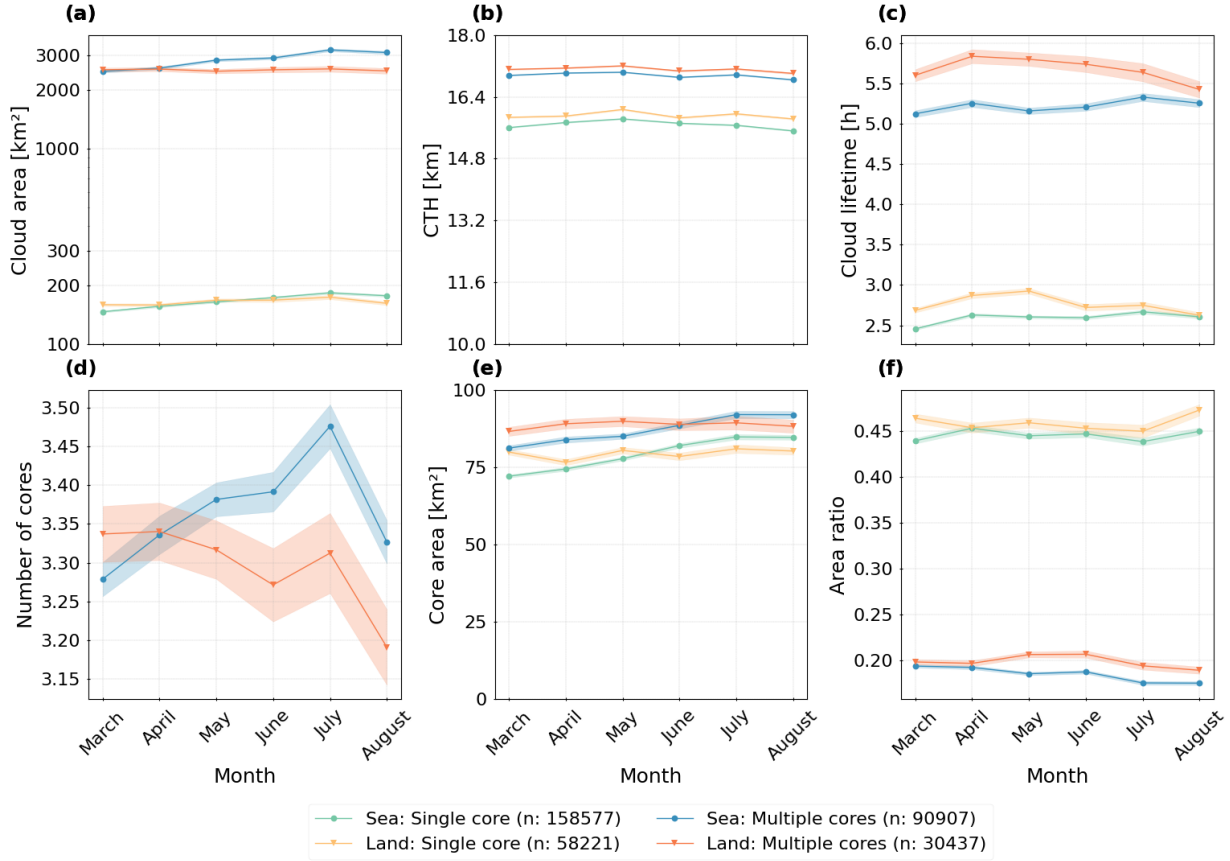 (a)
(b)
(c)
Cloud area [km²]
3000
2000
1000
300
200
100
CTH [km]
18.0
16.4
14.8
13.2
11.6
10.0
Cloud lifetime [h]
6.0
5.5
5.0
4.5
4.0
3.5
3.0
2.5
(d)
(e)
(f)
Number of cores
3.50
3.45
3.40
3.35
3.30
3.25
3.20
3.15
Core area [km²]
100
75
50
25
0
Area ratio
0.45
0.40
0.35
0.30
0.25
0.20
March
April
May
June
July
August
Month
March
April
May
June
July
August
Month
March
April
May
June
July
August
Month
Sea: Single core (n: 158577)
Land: Single core (n: 58221)
Sea: Multiple cores (n: 90907)
Land: Multiple cores (n: 30437)